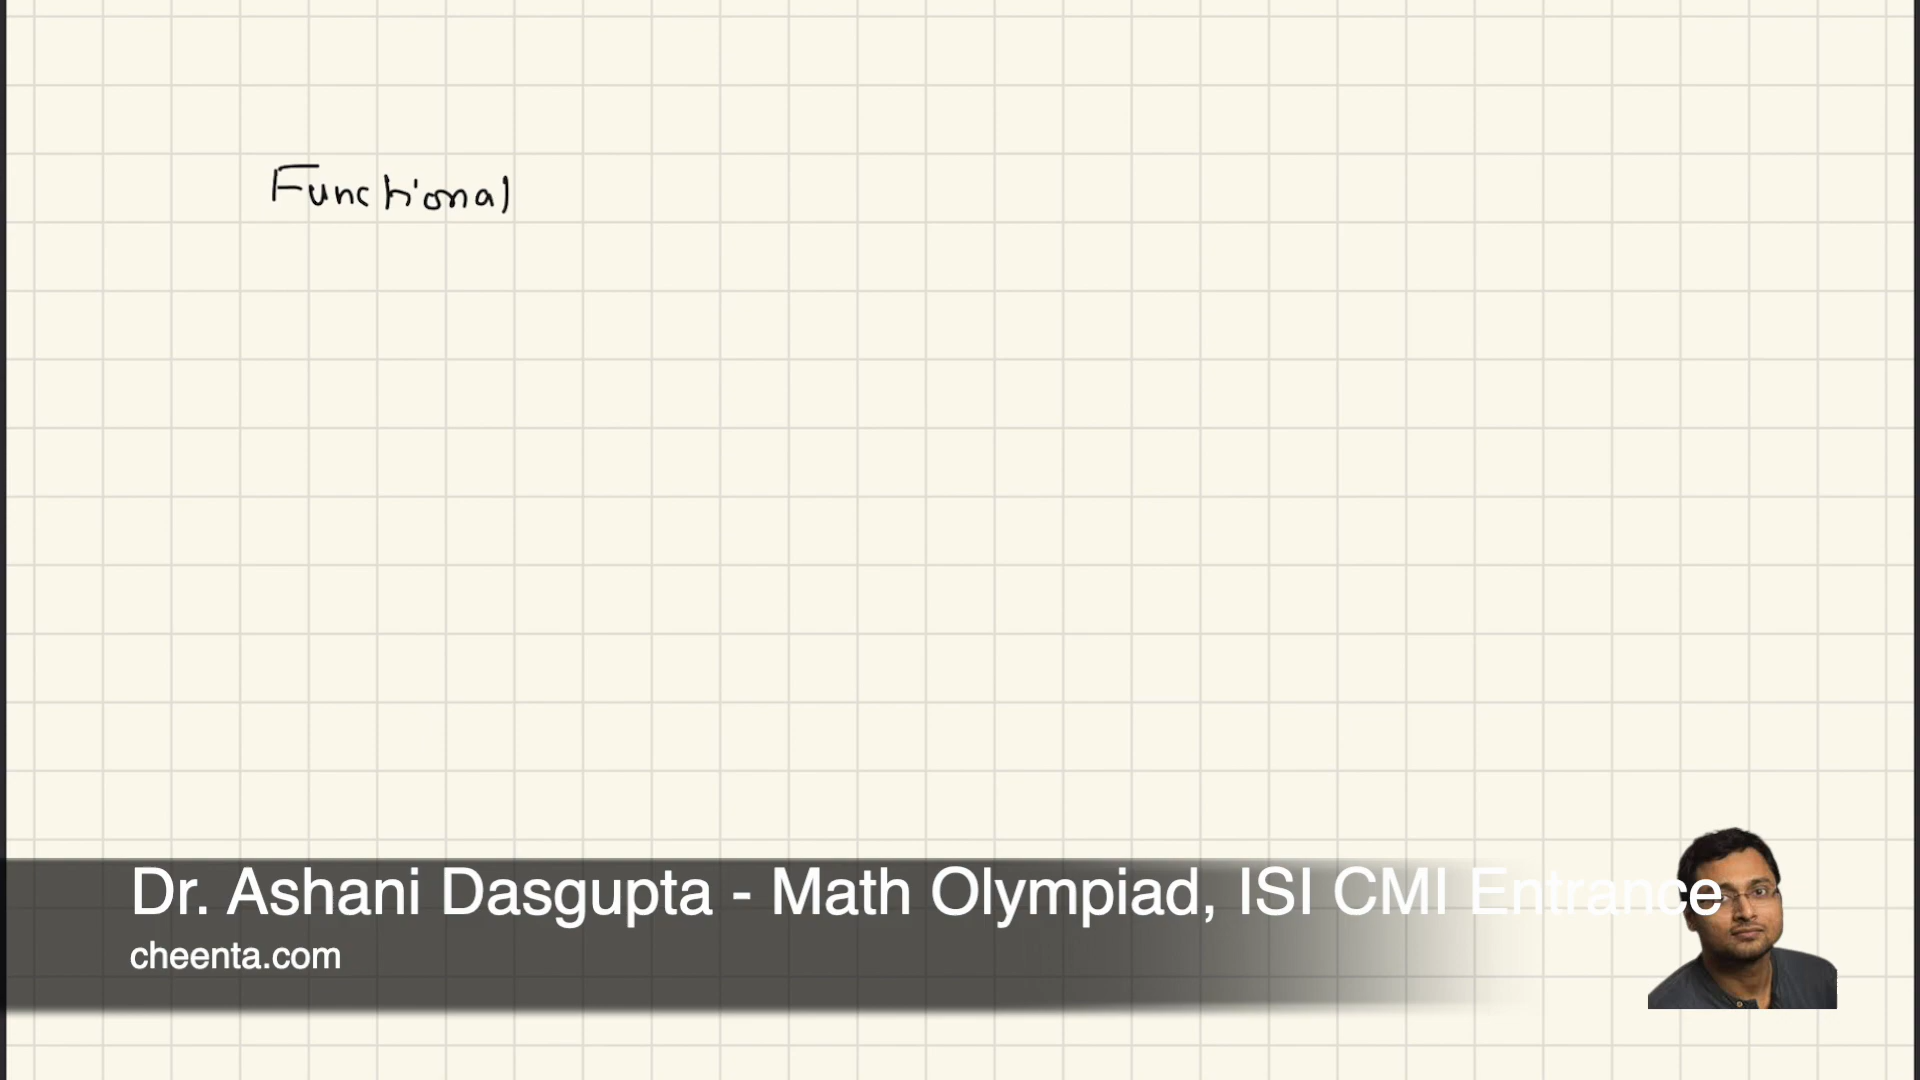 Functional
Dr. Ashani Dasgupta - Math Olympiad, ISI CMI Entrance
cheenta.com